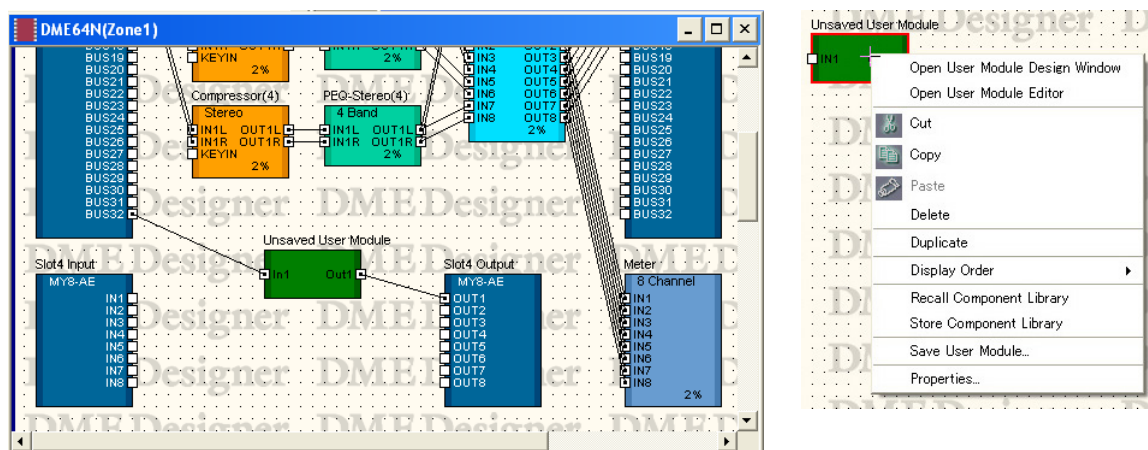 DME64N(Zone1)
BUS19
BUS20
BUS21
BUS22
BUS23
BUS24
BUS25
BUS26
BUS27
BUS28
BUS29
BUS30
BUS31
BUS32
KEYIN
2%
2%
IN3 OUT3
IN4 OUT4
IN5 OUT5
IN6 OUT6
IN7 OUT7
IN8 OUT8
2%
BUS19
BUS20
BUS21
BUS22
BUS23
BUS24
BUS25
BUS26
BUS27
BUS28
BUS29
BUS30
BUS31
BUS32
Compressor(4)
Stereo
IN1L OUT1L
IN1R OUT1R
KEYIN
2%
PEQ-Stereo(4)
4 Band
IN1L OUT1L
IN1R OUT1R
2%
Unsaved User Module
In1 Out1
Slot4 Input
MY8-AE
IN1
IN2
IN3
IN4
IN5
IN6
IN7
IN8
Slot4 Output
MY8-AE
OUT1
OUT2
OUT3
OUT4
OUT5
OUT6
OUT7
OUT8
Meter
8 Channel
IN1
IN2
IN3
IN4
IN5
IN6
IN7
IN8
2%
Designer DME Designer
Designer DME Designer
Unsaved User Module
IN1
Open User Module Design Window
Open User Module Editor
Cut
Copy
Paste
Delete
Duplicate
Display Order
Recall Component Library
Store Component Library
Save User Module...
Properties...